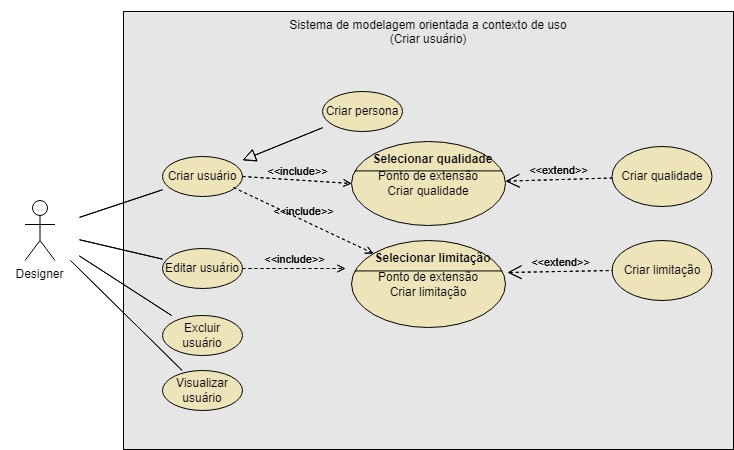 Sistema de modelagem orientada a contexto de uso
(Criar usuário)
Criar persona
Selecionar qualidade
Ponto de extensão
Criar qualidade
<<include>>
<<extend>>
Criar usuário
Criar qualidade
<<include>>
Selecionar limitação
Ponto de extensão
Criar limitação
Editar usuário
<<include>>
<<extend>>
Criar limitação
Designer
Excluir
usuário
Visualizar
usuário